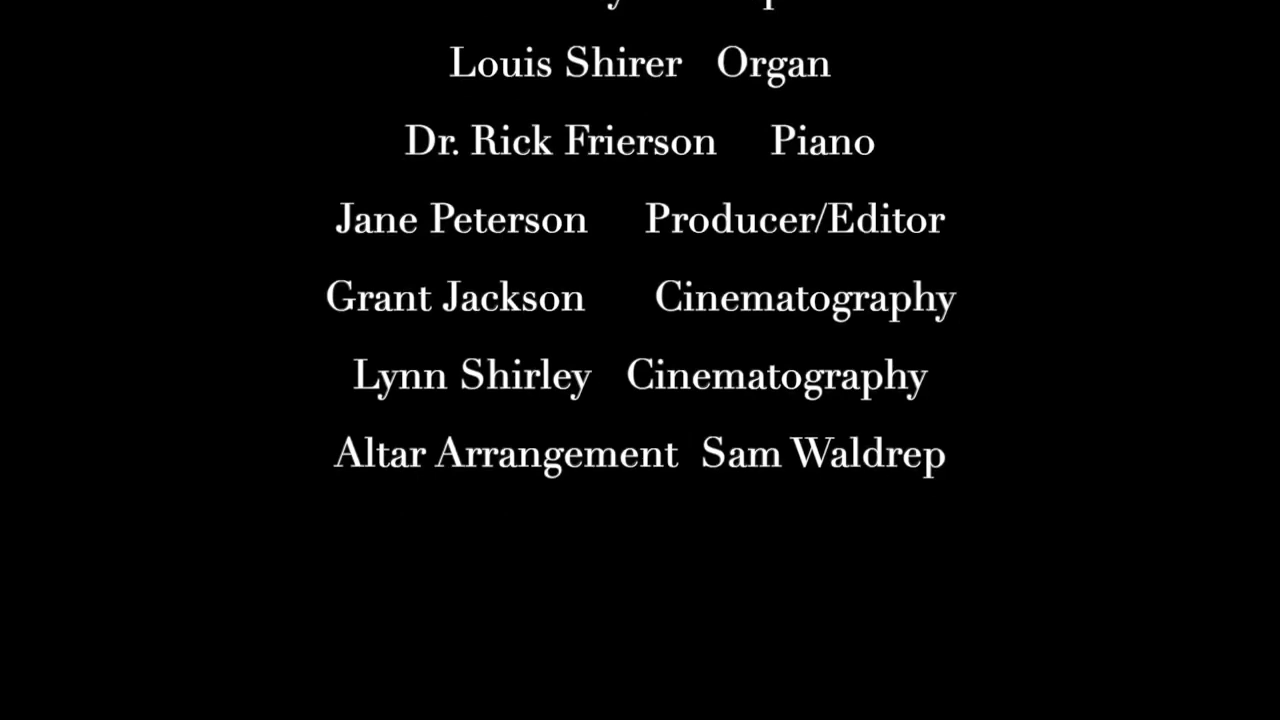 Louis Shirer Organ
Dr. Rick Frierson Piano
Jane Peterson Producer/Editor
Grant Jackson Cinematography
Lynn Shirley Cinematography
Altar Arrangement Sam Waldrep